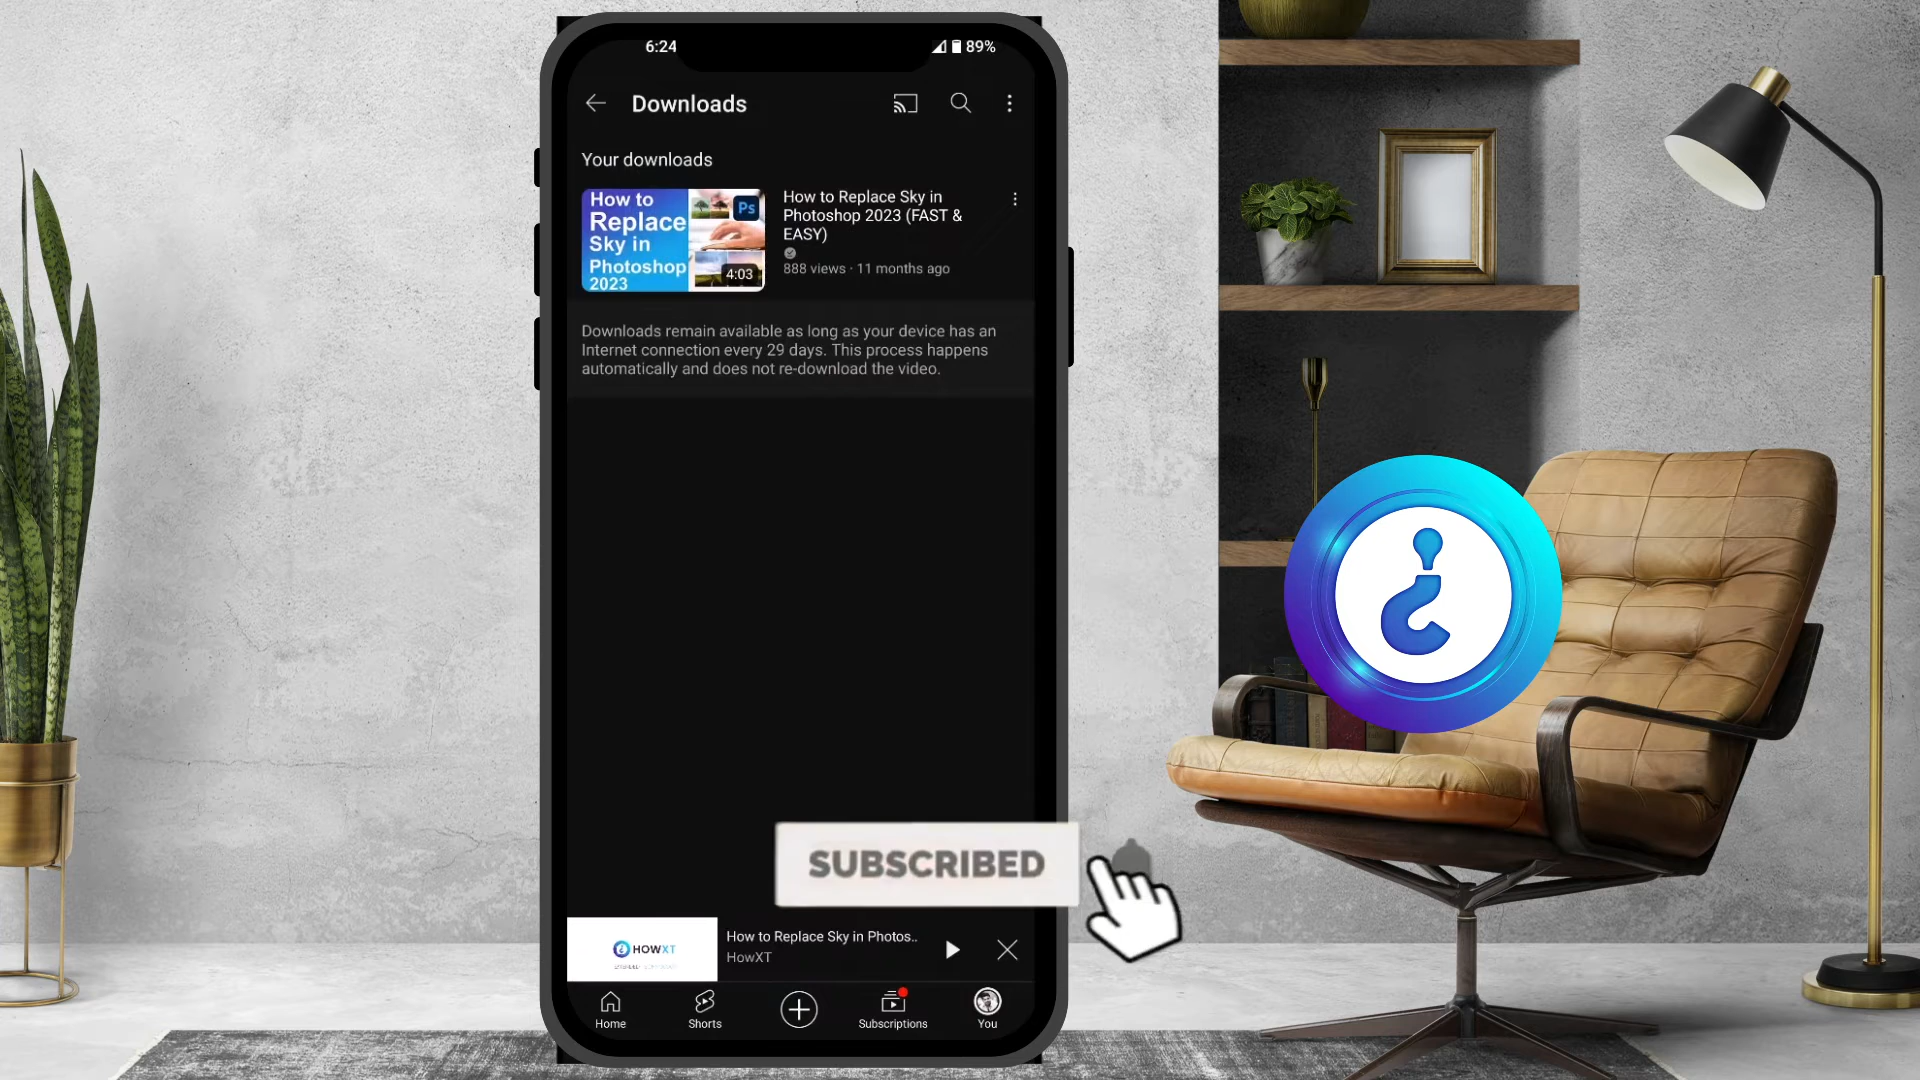 6:24
89%
Downloads
Your downloads
How to
Replace
Sky in
Photoshop
2023
Ps
4:03
How to Replace Sky in
Photoshop 2023 (FAST &
EASY)
888 views · 11 months ago
Downloads remain available as long as your device has an
Internet connection every 29 days. This process happens
automatically and does not re-download the video.
SUBSCRIBED
HOWXT
How to Replace Sky in Photos..
HowXT
Home
Shorts
Subscriptions
You